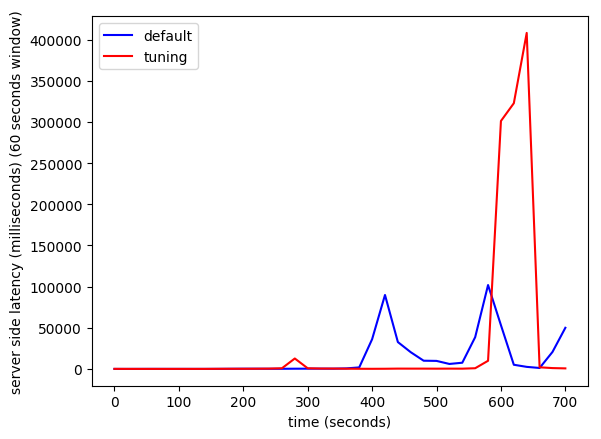 default
tuning
400000
350000
300000
250000
200000
150000
100000
50000
0
server side latency (milliseconds) (60 seconds window)
0 100 200 300 400 500 600 700
time (seconds)